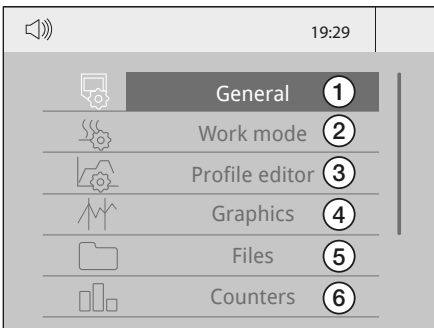 19:29
General 1
Work mode 2
Profile editor 3
Graphics 4
Files 5
Counters 6